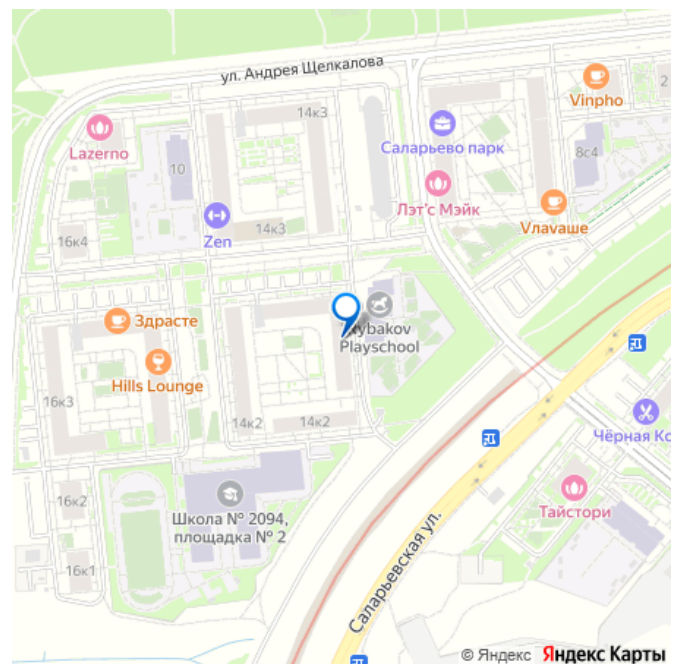 ул. Андрея Щелкалова
Vinpho
2
14к3
Lazerno
Саларьево парк
10
8с4
Лэт'с Мэйк
Vлаvаше
Zen
14к3
16к4
Здрасте
Playschool
Hills Lounge
16к3
14к2
14к2
Чёрная Ко
Тайстори
16к2
Школа № 2094,
площадка № 2
16к1
Саларьевская ул.
© Яндекс Яндекс Карты